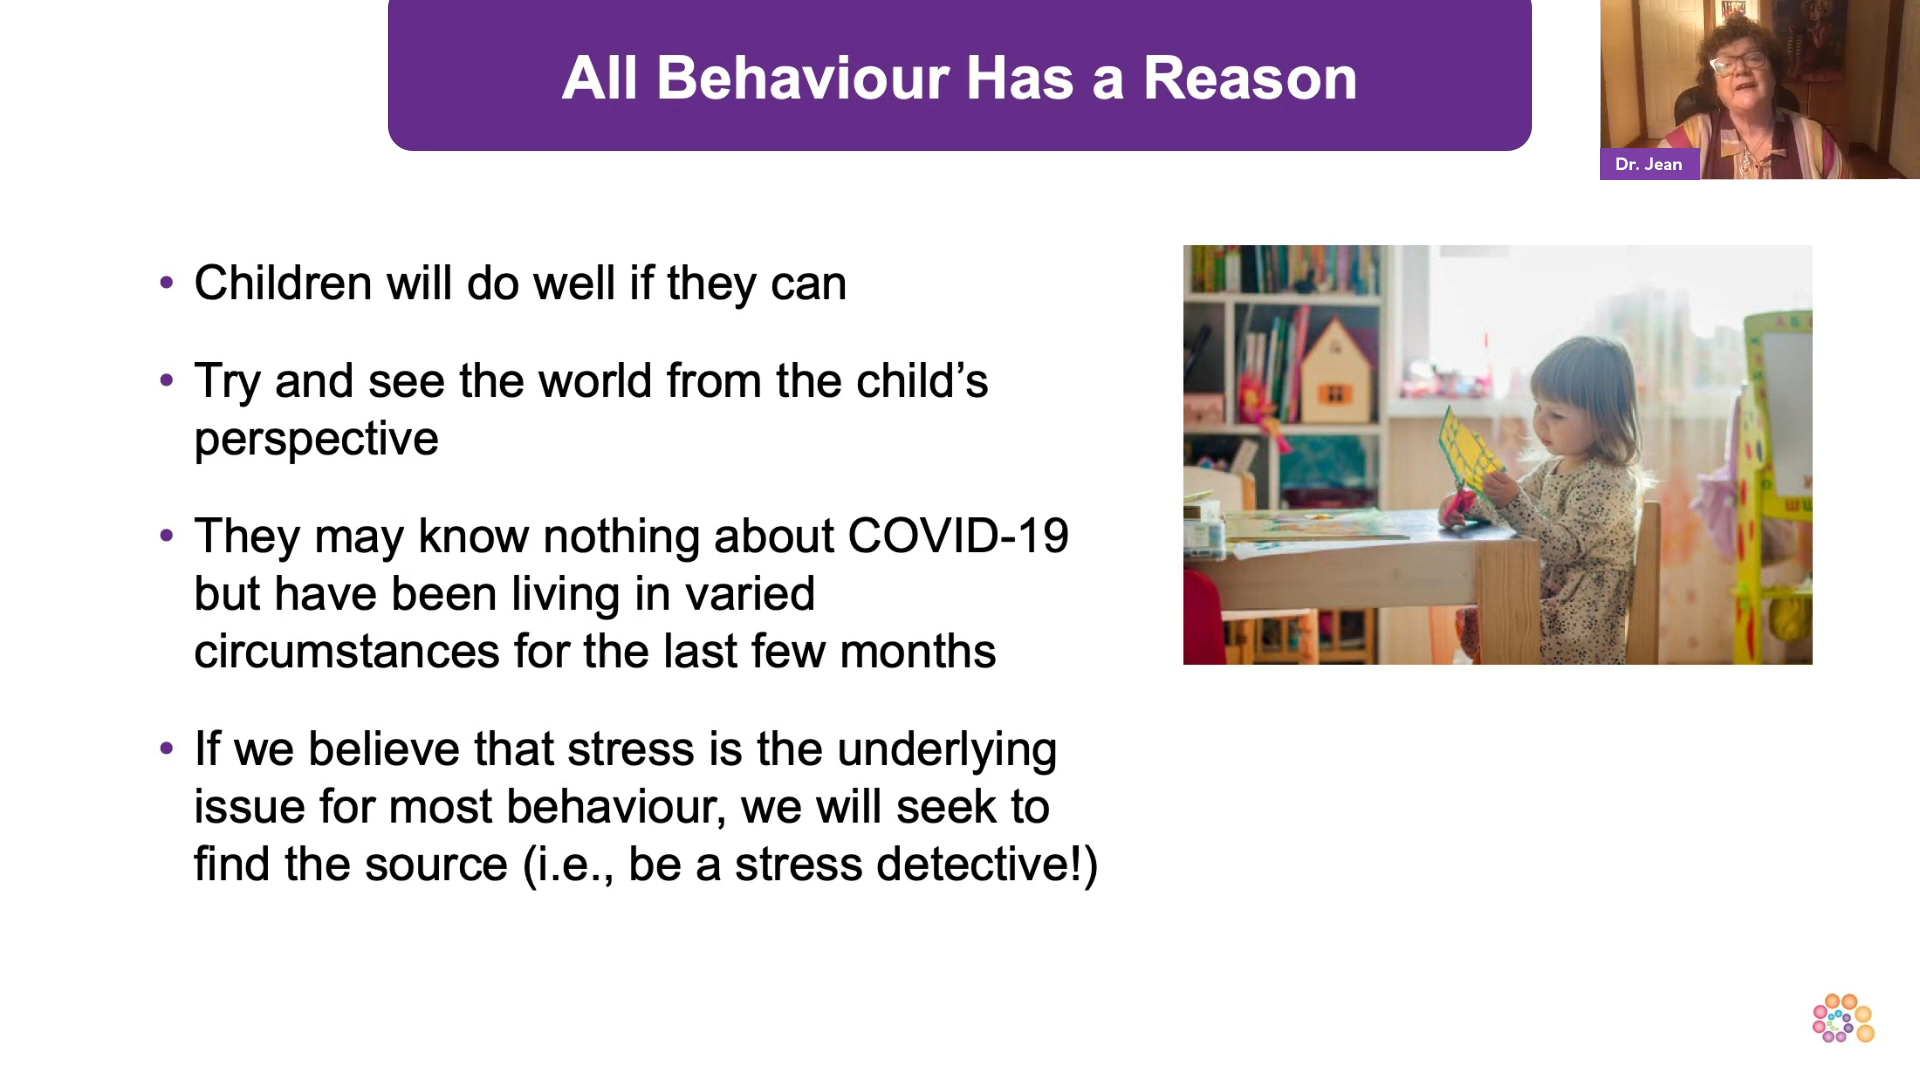 All Behaviour Has a Reason
Dr. Jean
• Children will do well if they can
• Try and see the world from the child’s
perspective
• They may know nothing about COVID-19
but have been living in varied
circumstances for the last few months
• If we believe that stress is the underlying
issue for most behaviour, we will seek to
find the source (i.e., be a stress detective!)